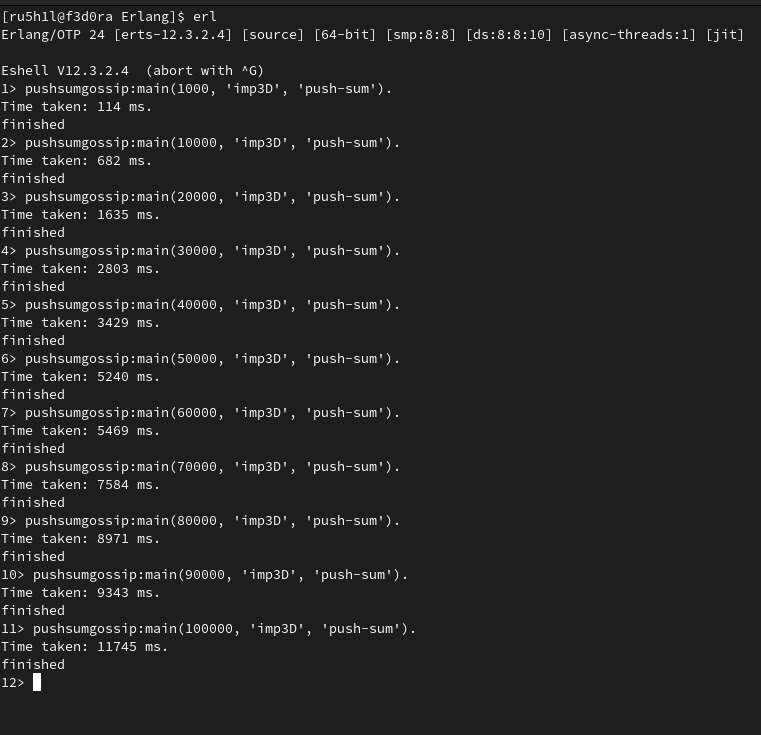 [ru5h1l@f3d0ra Erlang]$ erl
Erlang/OTP 24 [erts-12.3.2.4] [source] [64-bit] [smp:8:8] [ds:8:8:10] [async-threads:1] [jit]
Eshell V12.3.2.4  (abort with ^G)
1> pushsumgossip:main(1000, 'imp3D', 'push-sum').
Time taken: 114 ms.
finished
2> pushsumgossip:main(10000, 'imp3D', 'push-sum').
Time taken: 682 ms.
finished
3> pushsumgossip:main(20000, 'imp3D', 'push-sum').
Time taken: 1635 ms.
finished
4> pushsumgossip:main(30000, 'imp3D', 'push-sum').
Time taken: 2803 ms.
finished
5> pushsumgossip:main(40000, 'imp3D', 'push-sum').
Time taken: 3429 ms.
finished
6> pushsumgossip:main(50000, 'imp3D', 'push-sum').
Time taken: 5240 ms.
finished
7> pushsumgossip:main(60000, 'imp3D', 'push-sum').
Time taken: 5469 ms.
finished
8> pushsumgossip:main(70000, 'imp3D', 'push-sum').
Time taken: 7584 ms.
finished
9> pushsumgossip:main(80000, 'imp3D', 'push-sum').
Time taken: 8971 ms.
finished
10> pushsumgossip:main(90000, 'imp3D', 'push-sum').
Time taken: 9343 ms.
finished
11> pushsumgossip:main(100000, 'imp3D', 'push-sum').
Time taken: 11745 ms.
finished
12>